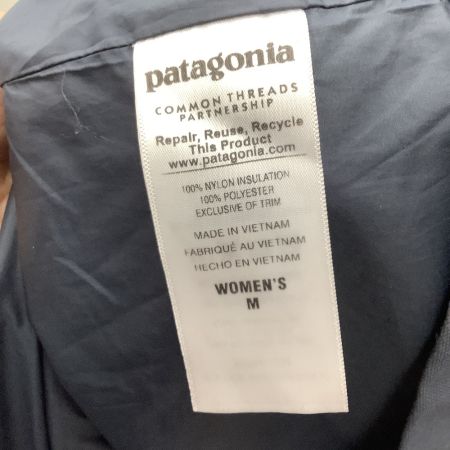 patagonia
COMMON THREADS
PARTNERSHIP
Repair, Reuse, Recycle
This Product
www.patagonia.com
100% NYLON INSULATION
100% POLYESTER
EXCLUSIVE OF TRIM
MADE IN VIETNAM
FABRIQUÉ AU VIETNAM
HECHO EN VIETNAM
WOMEN'S
M